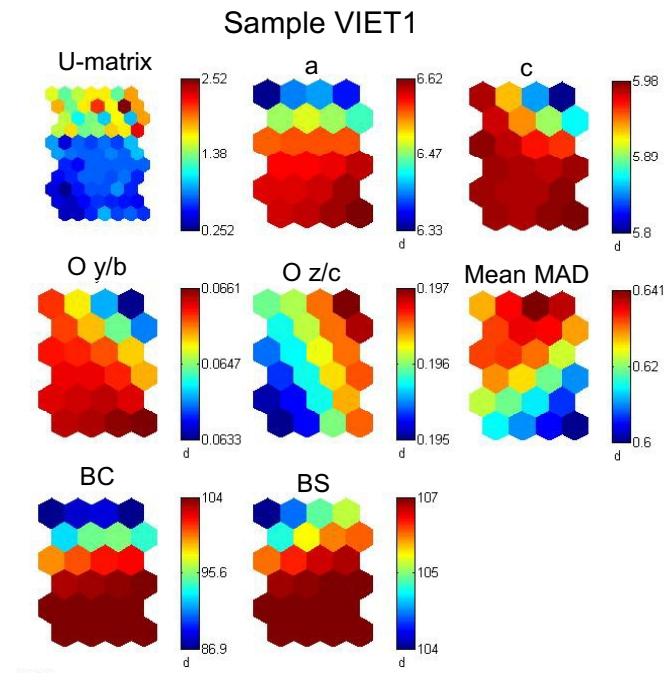 Sample VIET1
U-matrix
a
c
2.52
1.38
0.252
6.62
6.47
6.33
d
5.98
5.89
5.8
d
O y/b
O z/c
Mean MAD
0.0661
0.0647
0.0633
d
0.197
0.196
0.195
d
0.641
0.62
0.6
d
BC
BS
104
95.6
86.9
d
107
105
104
d